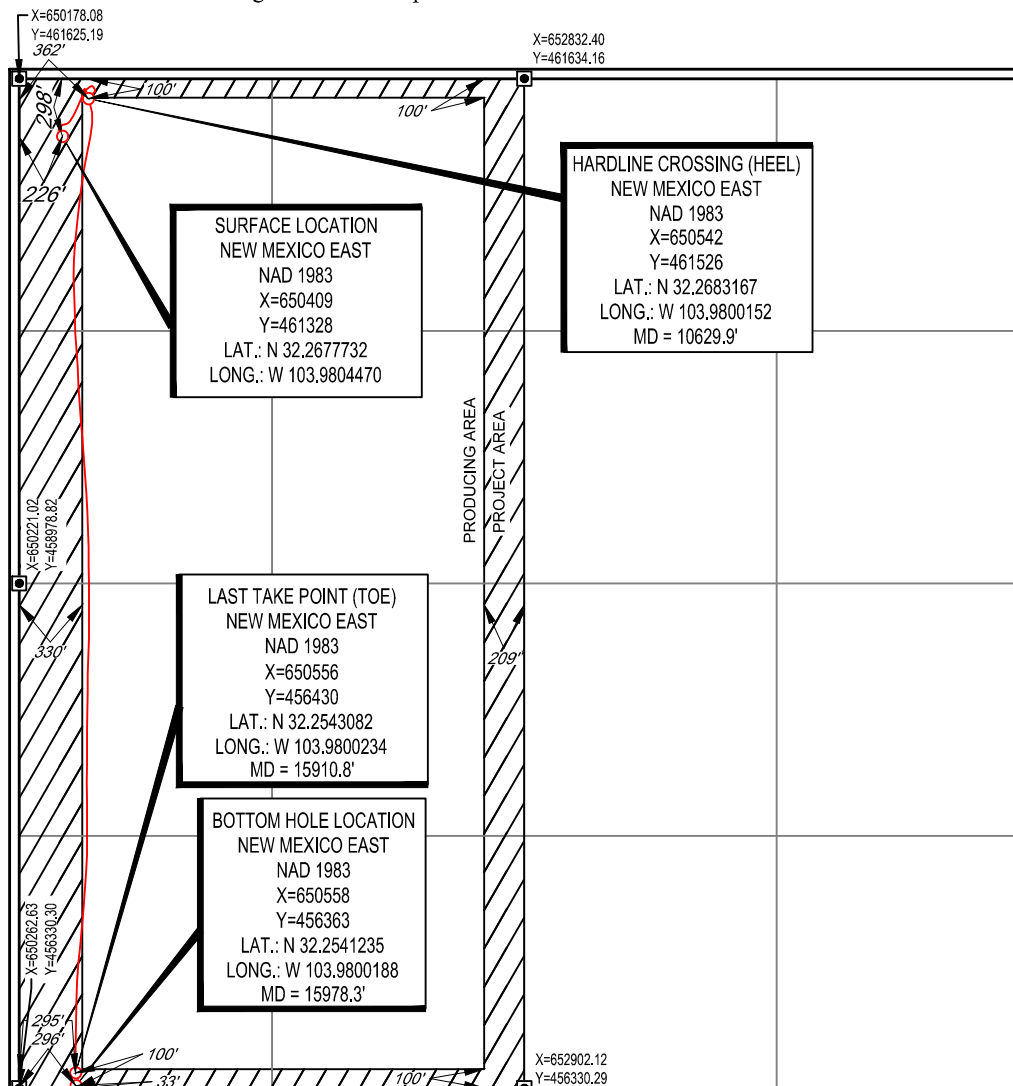 X=650178.08
Y=461625.19
362'
100'
298'
226'
100'
X=652832.40
Y=461634.16
HARDLINE CROSSING (HEEL)
NEW MEXICO EAST
NAD 1983
X=650542
Y=461526
LAT.: N 32.2683167
LONG.: W 103.9800152
MD = 10629.9'
SURFACE LOCATION
NEW MEXICO EAST
NAD 1983
X=650409
Y=461328
LAT.: N 32.2677732
LONG.: W 103.9804470
PRODUCING AREA
PROJECT AREA
X=650221.02
Y=458978.82
330'
209'
LAST TAKE POINT (TOE)
NEW MEXICO EAST
NAD 1983
X=650556
Y=456430
LAT.: N 32.2543082
LONG.: W 103.9800234
MD = 15910.8'
BOTTOM HOLE LOCATION
NEW MEXICO EAST
NAD 1983
X=650558
Y=456363
LAT.: N 32.2541235
LONG.: W 103.9800188
MD = 15978.3'
X=650262.63
Y=456330.30
295'
296'
100'
33'
100'
X=652902.12
Y=456330.29